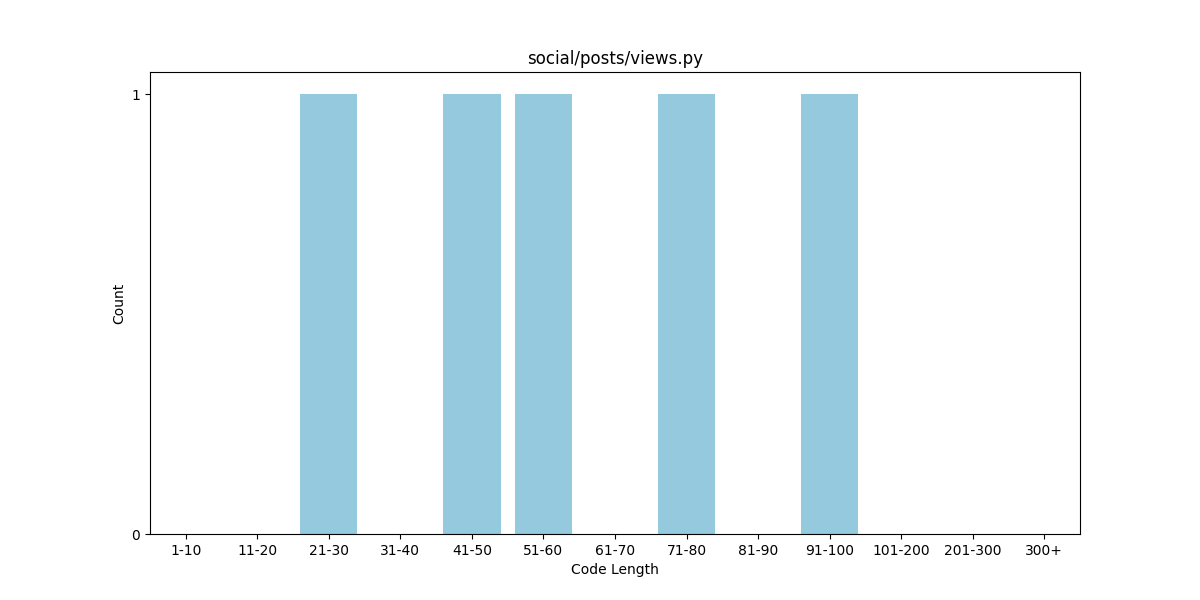 social/posts/views.py
1
Count
0
1-10 11-20 21-30 31-40 41-50 51-60 61-70 71-80 81-90 91-100 101-200 201-300 300+
Code Length